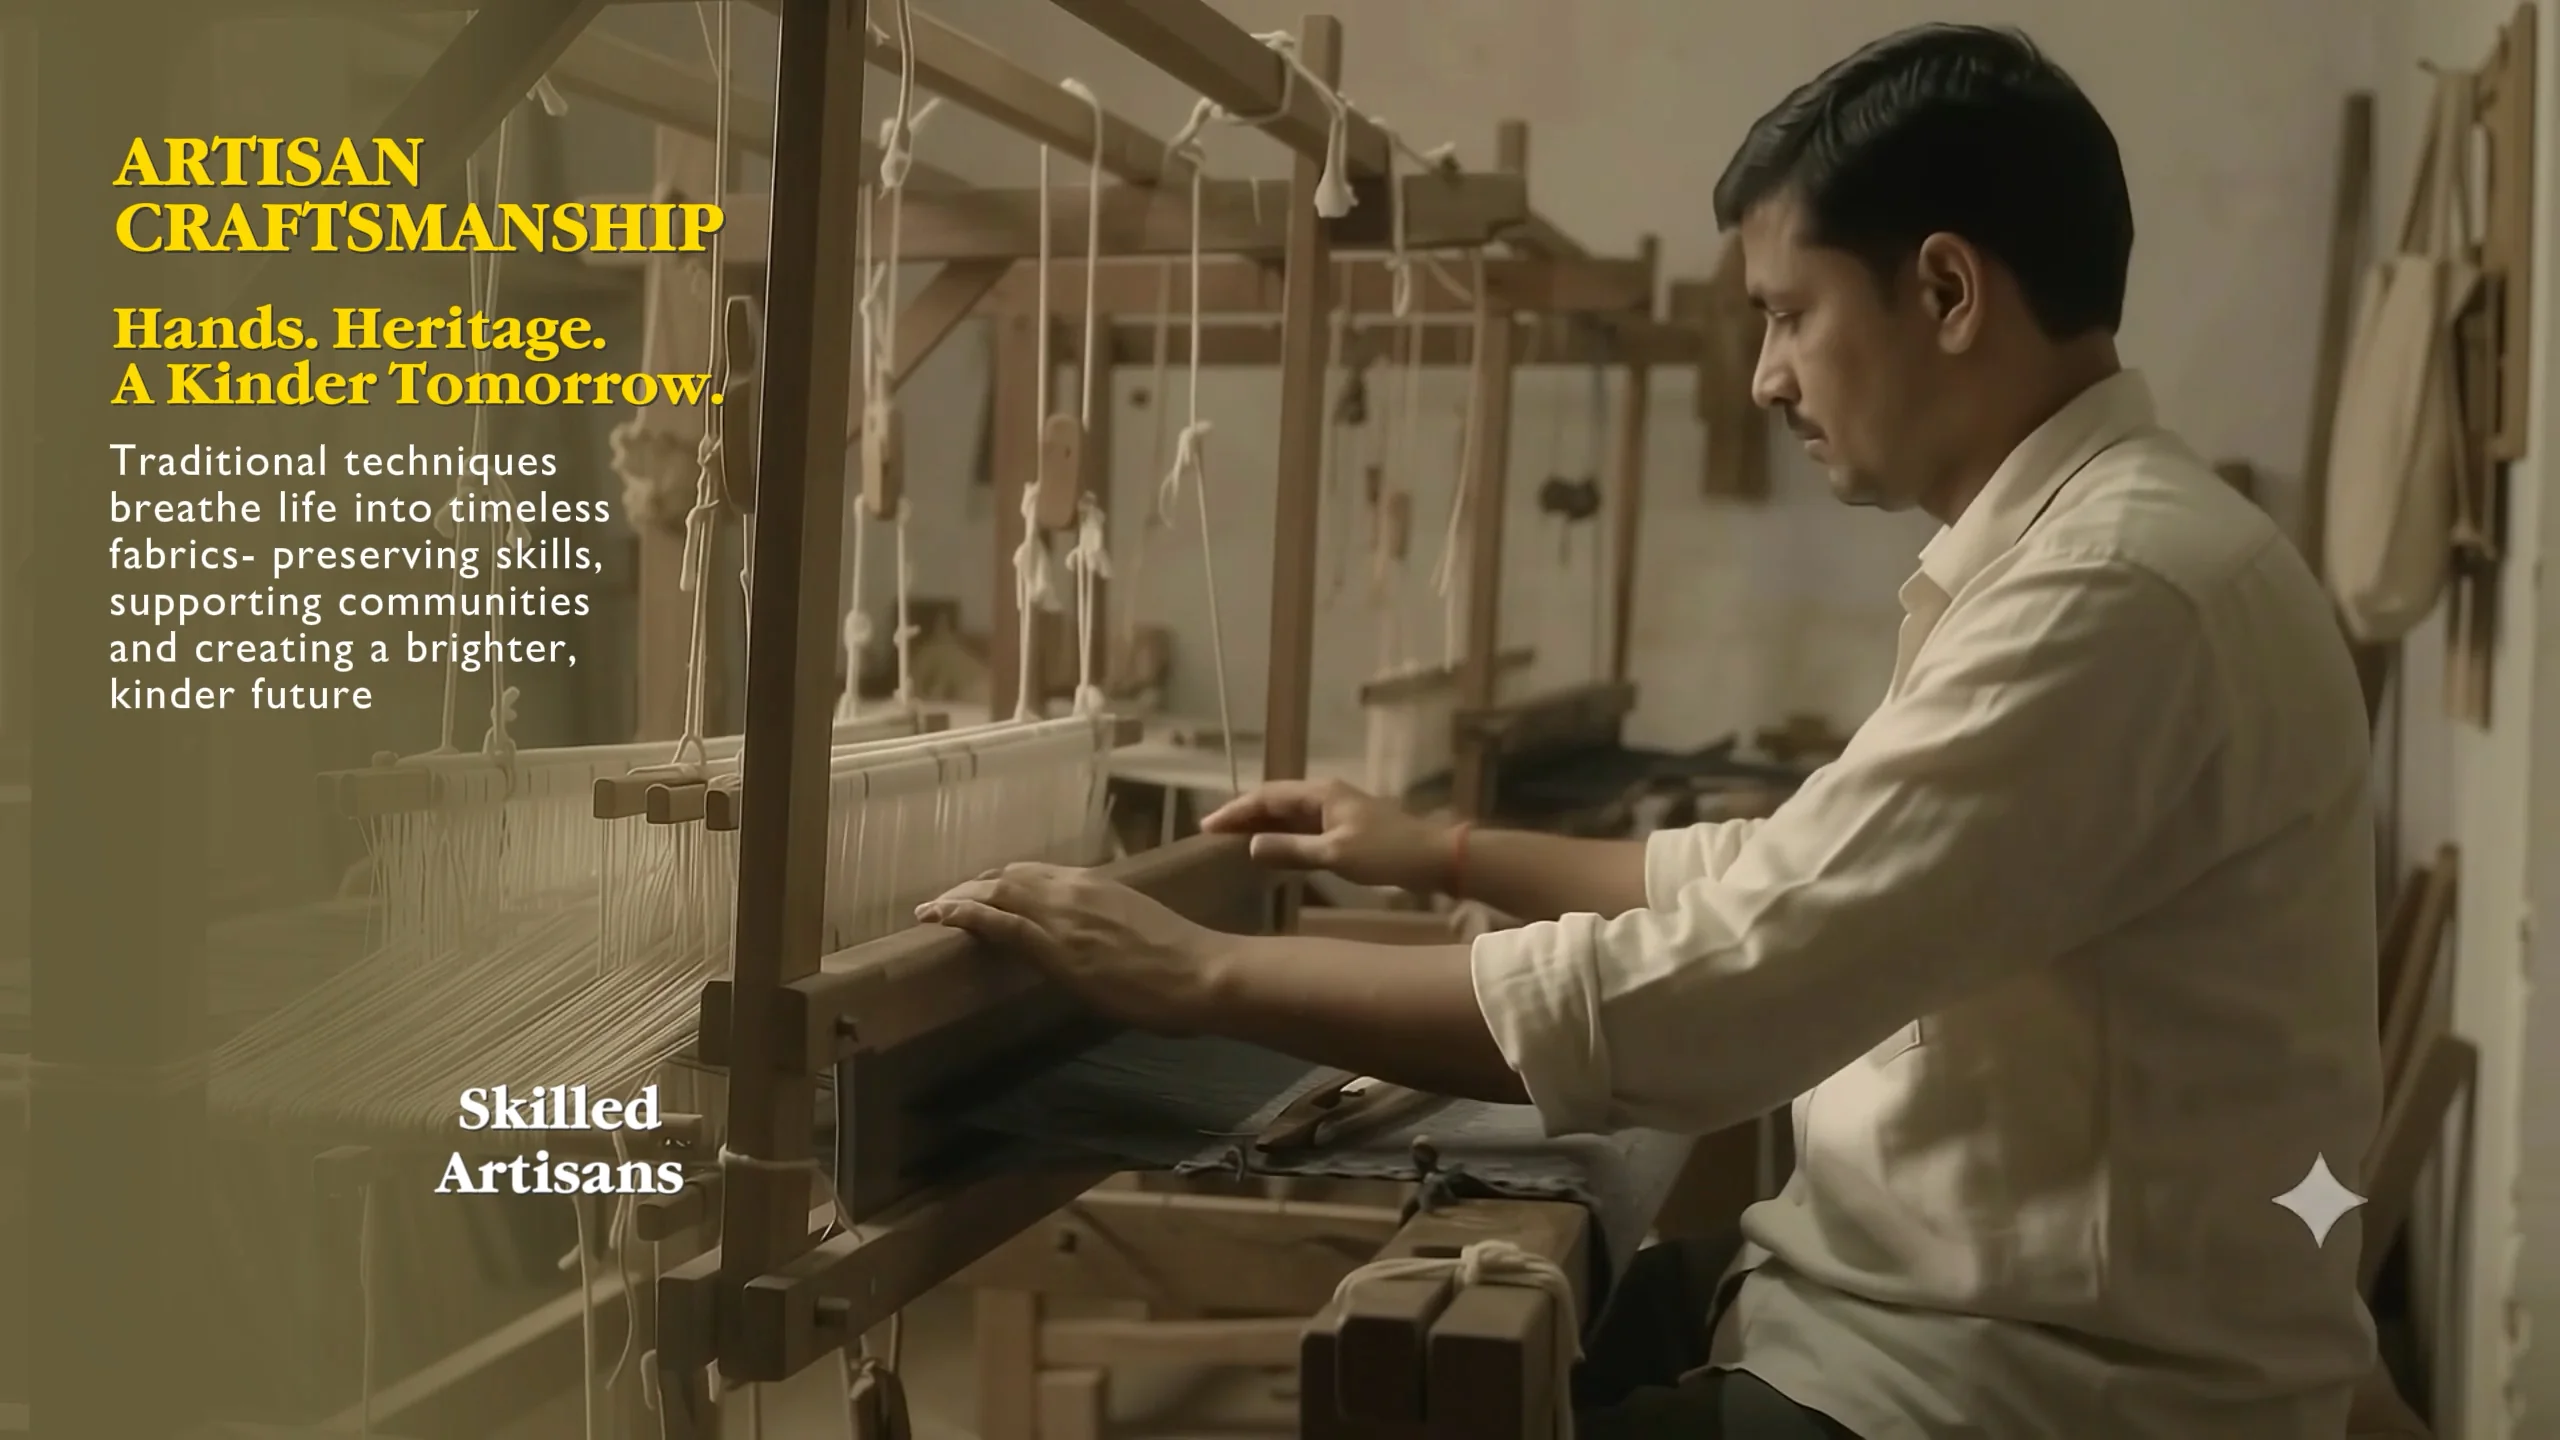 ARTISAN
CRAFTSMANSHIP
Hands. Heritage.
A Kinder Tomorrow.
Traditional techniques
breathe life into timeless
fabrics- preserving skills,
supporting communities
and creating a brighter,
kinder future
Skilled
Artisans